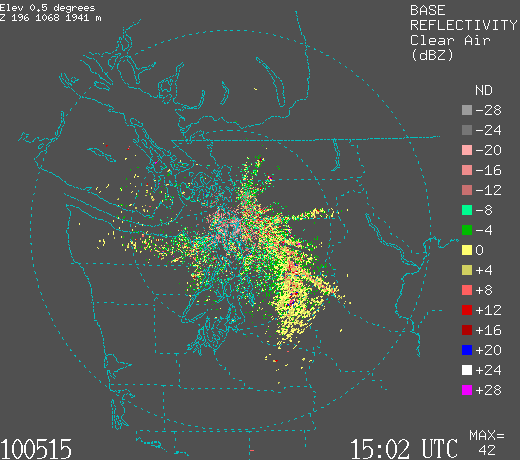 Elev 0.5 degrees
Z 196 1068 1941 m
BASE
REFLECTIVITY
Clear Air
(dBZ)
ND
-28
-24
-20
-16
-12
-8
-4
0
+4
+8
+12
+16
+20
+24
+28
MAX=
42
100515
15:02 UTC